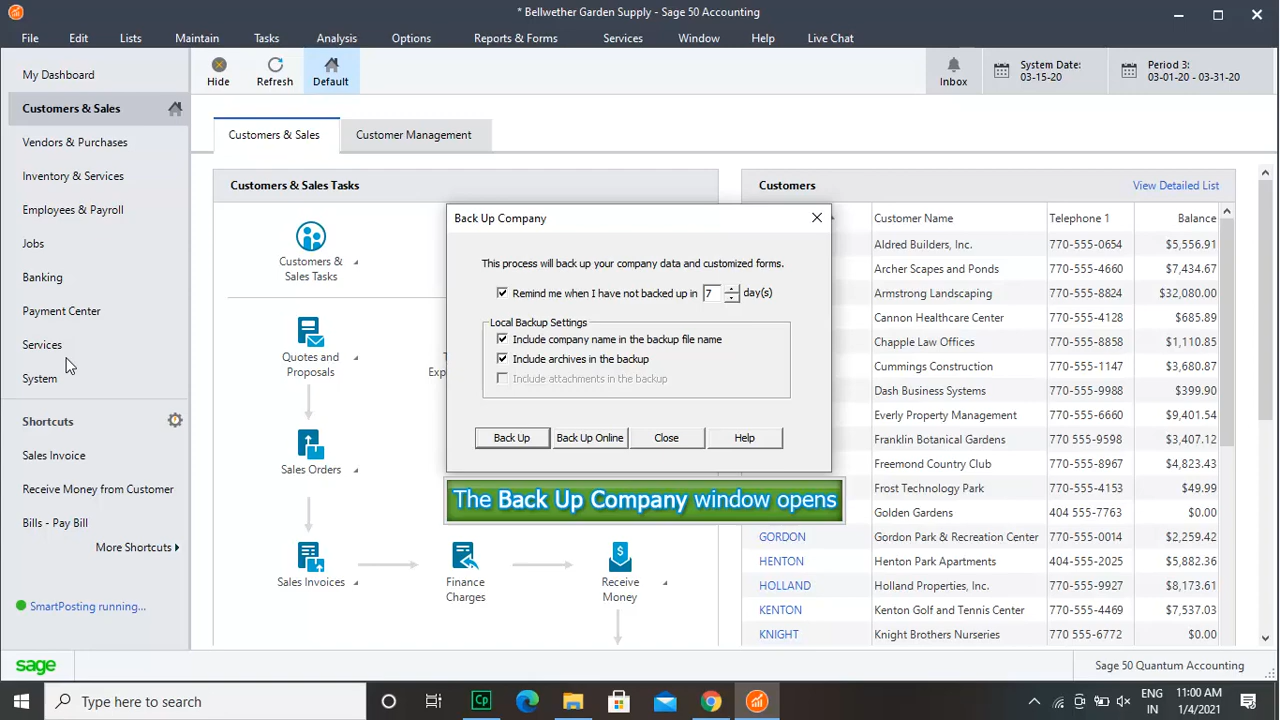 * Bellwether Garden Supply - Sage 50 Accounting
File Edit Lists Maintain Tasks Analysis Options Reports & Forms Services Window Help Live Chat
My Dashboard
Customers & Sales
Vendors & Purchases
Inventory & Services
Employees & Payroll
Jobs
Banking
Payment Center
Services
System
Shortcuts
Sales Invoice
Receive Money from Customer
Bills - Pay Bill
More Shortcuts
SmartPosting running...
Hide Refresh Default
Inbox
System Date:
03-15-20
Period 3:
03-01-20 - 03-31-20
Customers & Sales Customer Management
Customers & Sales Tasks
Customers &
Sales Tasks
Quotes and
Proposals
Sales Orders
Sales Invoices
Finance
Charges
Receive
Money
Back Up Company
This process will back up your company data and customized forms.
Remind me when I have not backed up in 7 day(s)
Local Backup Settings
Include company name in the backup file name
Include archives in the backup
Include attachments in the backup
Back Up Back Up Online Close Help
The Back Up Company window opens
Customers View Detailed List
Customer Name Telephone 1 Balance
Aldred Builders, Inc. 770-555-0654 $5,556.91
Archer Scapes and Ponds 770-555-4660 $7,434.67
Armstrong Landscaping 770-555-8824 $32,080.00
Cannon Healthcare Center 770-555-4128 $685.89
Chapple Law Offices 770-555-8858 $1,110.85
Cummings Construction 770-555-1147 $3,680.87
Dash Business Systems 770-555-9988 $399.90
Everly Property Management 770-555-6660 $9,401.54
Franklin Botanical Gardens 770 555-9598 $3,407.12
Freemond Country Club 770-555-4967 $4,823.43
Frost Technology Park 770-555-4153 $49.99
Golden Gardens 404 555-7763 $0.00
GORDON Gordon Park & Recreation Center 770-555-0014 $2,259.42
HENTON Henton Park Apartments 404-555-2025 $5,882.36
HOLLAND Holland Properties, Inc. 770-555-9927 $8,173.61
KENTON Kenton Golf and Tennis Center 770-555-4469 $7,537.03
KNIGHT Knight Brothers Nurseries 770 555-6772 $0.00
sage
Sage 50 Quantum Accounting
Type here to search
Cp
ENG
IN
11:00 AM
1/4/2021